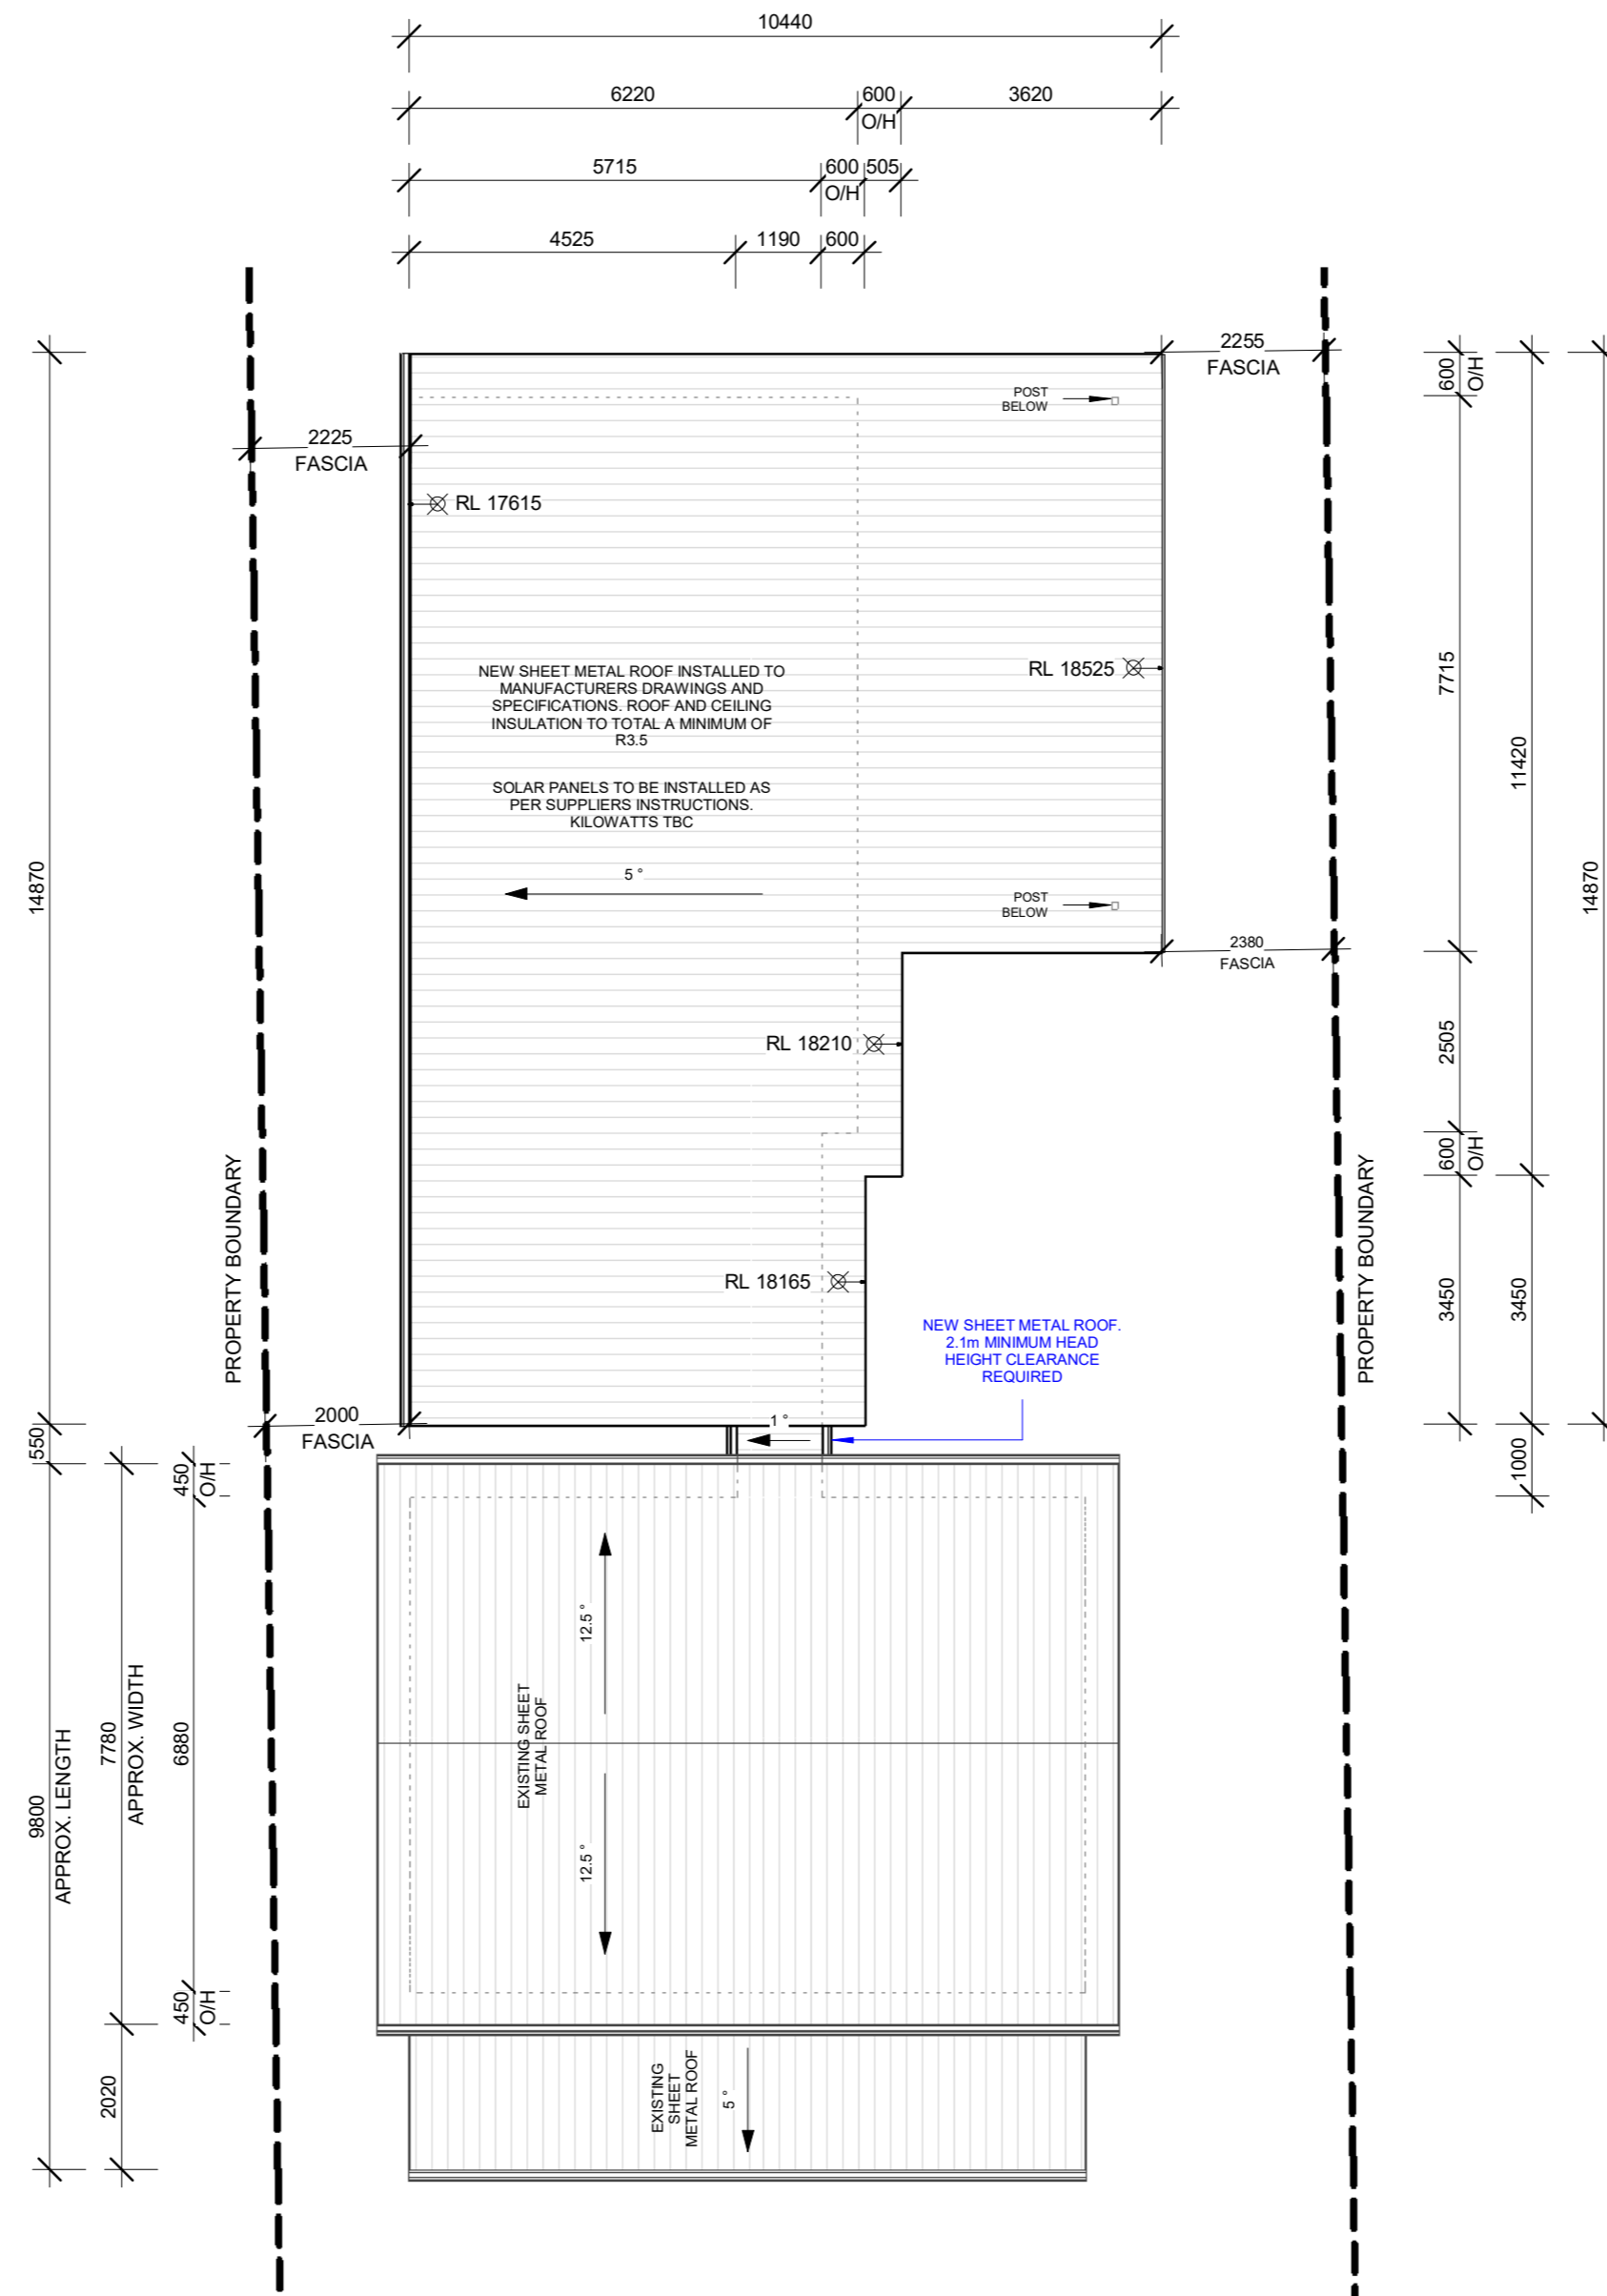 10440
6220
600
O/H
3620
5715
600
O/H
505
4525
1190
600
2255
FASCIA
600
O/H
POST
BELOW
2225
FASCIA
RL 17615
7715
RL 18525
NEW SHEET METAL ROOF INSTALLED TO
MANUFACTURERS DRAWINGS AND
SPECIFICATIONS. ROOF AND CEILING
INSULATION TO TOTAL A MINIMUM OF
R3.5
11420
SOLAR PANELS TO BE INSTALLED AS
PER SUPPLIERS INSTRUCTIONS.
KILOWATTS TBC
14870
5 °
14870
POST
BELOW
2380
FASCIA
RL 18210
2505
600
O/H
PROPERTY BOUNDARY
PROPERTY BOUNDARY
RL 18165
3450
3450
NEW SHEET METAL ROOF.
2.1m MINIMUM HEAD
HEIGHT CLEARANCE
REQUIRED
2000
FASCIA
1 °
550
450
O/H
1000
12.5 °
EXISTING SHEET
METAL ROOF
9800
APPROX. LENGTH
7780
APPROX. WIDTH
6880
12.5 °
450
O/H
2020
EXISTING
SHEET
METAL ROOF
5 °